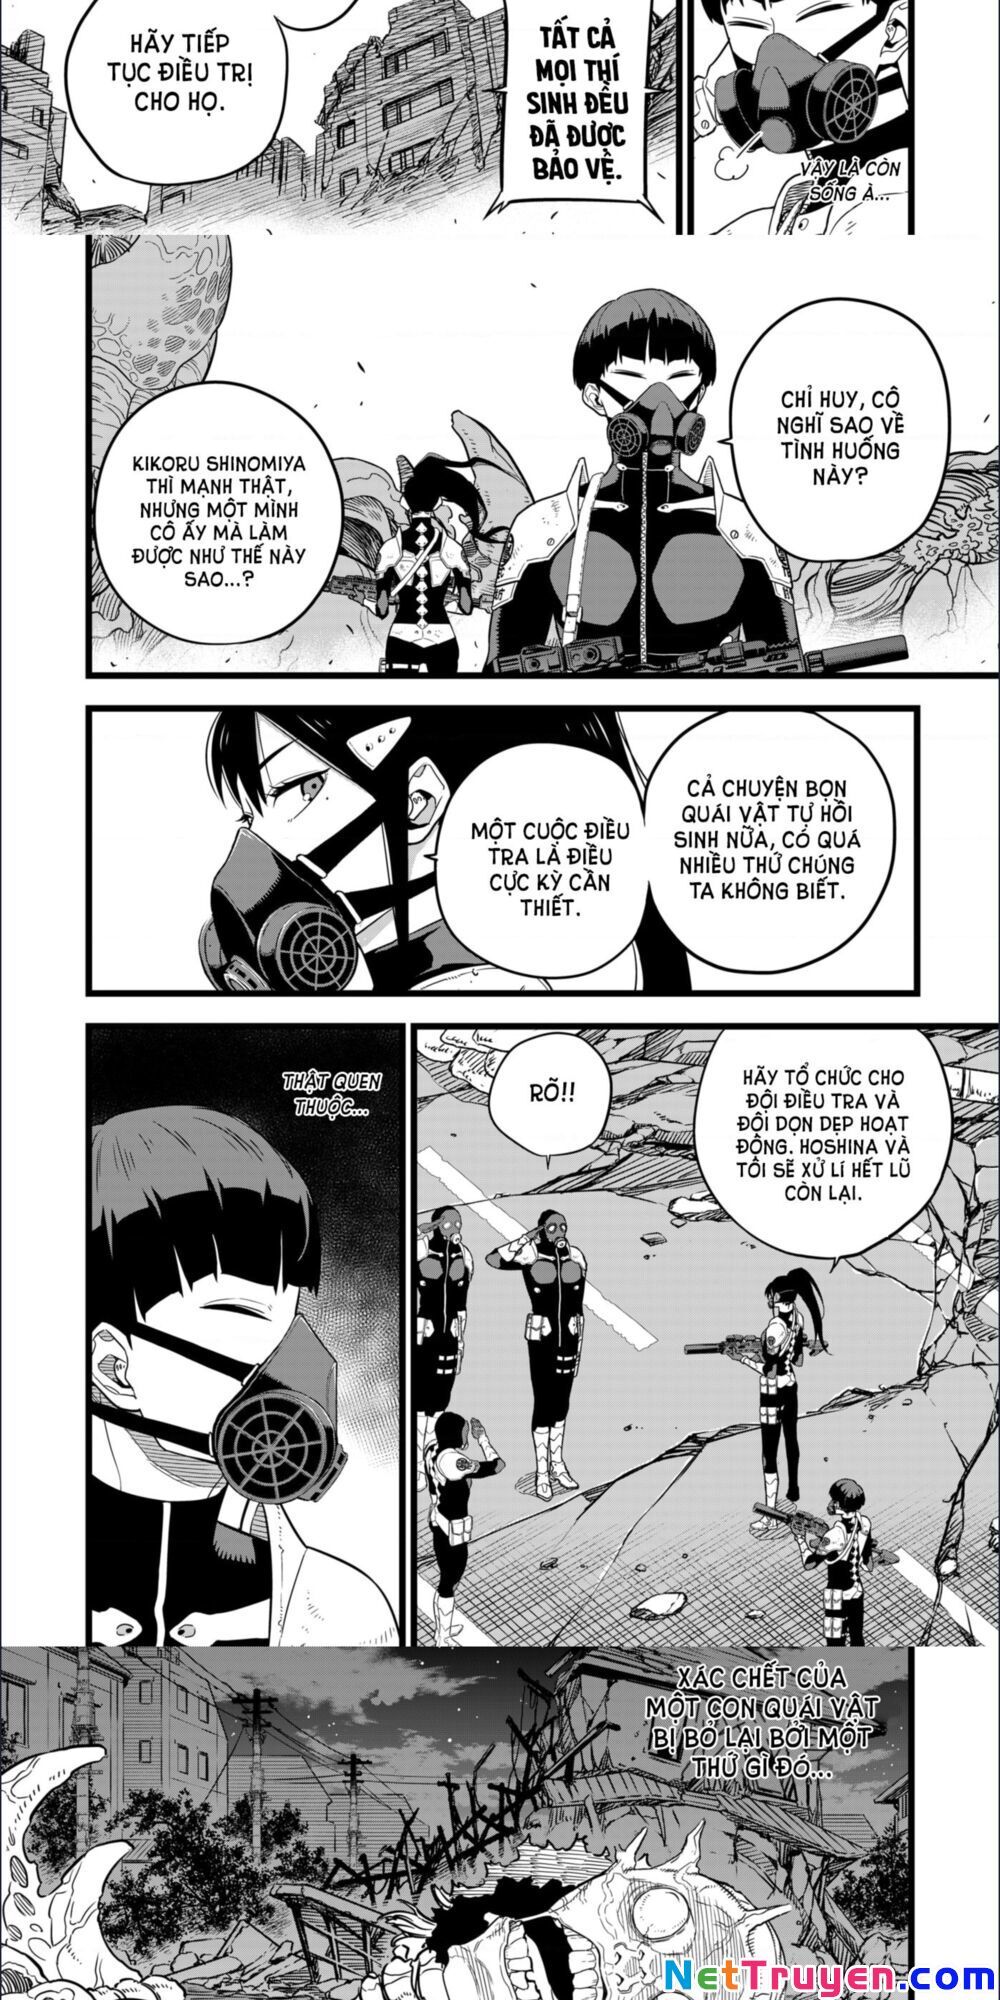 VẬY LÀ CÒN
SỐNG À...
TẤT CẢ
MỌI THÍ
SINH ĐỀU
ĐÃ ĐƯỢC
BẢO VỆ.
HÃY TIẾP
TỤC ĐIỀU TRỊ
CHO HỌ.
CHỈ HUY, CÔ
NGHĨ SAO VỀ
TÌNH HUỐNG
NÀY?
KIKORU SHINOMIYA
THÌ MẠNH THẬT,
NHƯNG MỘT MÌNH
CÔ ẤY MÀ LÀM
ĐƯỢC NHƯ THẾ NÀY
SAO...?
CẢ CHUYỆN BỌN
QUÁI VẬT TỰ HỒI
SINH NỮA, CÓ QUÁ
NHIỀU THỨ CHÚNG
TA KHÔNG BIẾT.
MỘT CUỘC ĐIỀU
TRA LÀ ĐIỀU
CỰC KỲ CẦN
THIẾT.
HÃY TỔ CHỨC CHO
ĐỘI ĐIỀU TRA VÀ
ĐỘI DỌN DẸP HOẠT
ĐỘNG. HOSHINA VÀ
TÔI SẼ XỬ LÍ HẾT LŨ
CÒN LẠI.
RÕ!!
THẬT QUEN
THUỘC...
XÁC CHẾT CỦA
MỘT CON QUÁI VẬT
BỊ BỎ LẠI BỞI MỘT
THỨ GÌ ĐÓ...
NetTruyen.com